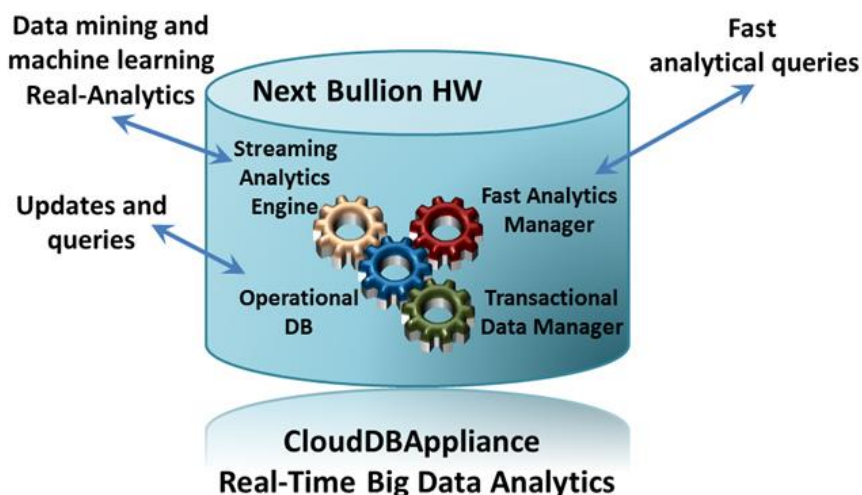 Data mining and
machine learning
Real-Analytics
Fast
analytical queries
Next Bullion HW
Streaming
Analytics
Engine
Fast Analytics
Manager
Updates and
queries
Operational
DB
Transactional
Data Manager
CloudDBAppliance
Real-Time Big Data Analytics